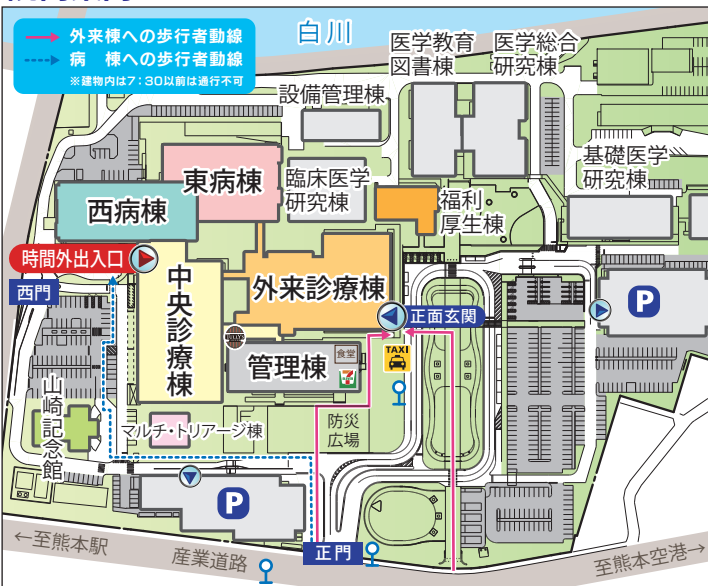 外来棟への歩行者動線
病 棟への歩行者動線
※建物内は7：30以前は通行不可
白川
医学教育
図書棟
医学総合
研究棟
設備管理棟
基礎医学
研究棟
東病棟
臨床医学
研究棟
西病棟
福利
厚生棟
時間外出入口
西門
中央診療棟
外来診療棟
正面玄関
P
管理棟
食堂
7
TAXI
山崎記念館
マルチ・トリアージ棟
防災
広場
P
←至熊本駅
産業道路
正門
至熊本空港→